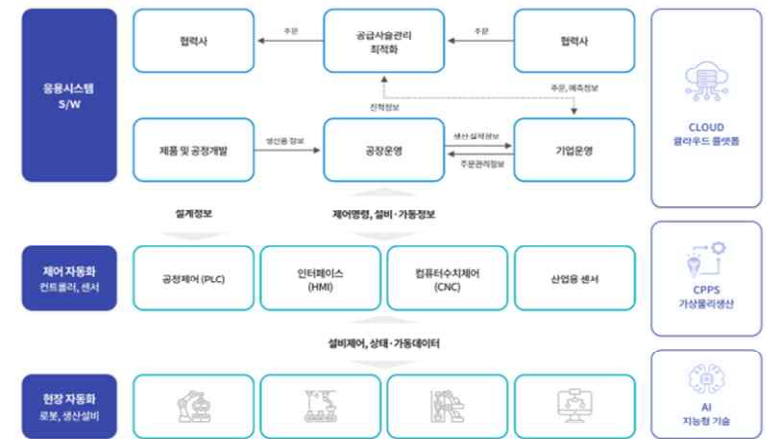 협력사
주문
공급사슬관리
최적화
주문
협력사
응용시스템
S/W
주문, 예측정보
진척정보
CLOUD
클라우드 플랫폼
제품 및 공정개발
생산용 정보
공장운영
생산 실적정보
주문관리정보
기업운영
설계정보
제어명령, 설비·가동정보
제어 자동화
컨트롤러, 센서
공정제어 (PLC)
인터페이스
(HMI)
컴퓨터수치제어
(CNC)
산업용 센서
CPPS
가상물리생산
설비제어, 상태·가동데이터
현장 자동화
로봇, 생산설비
AI
지능형 기술